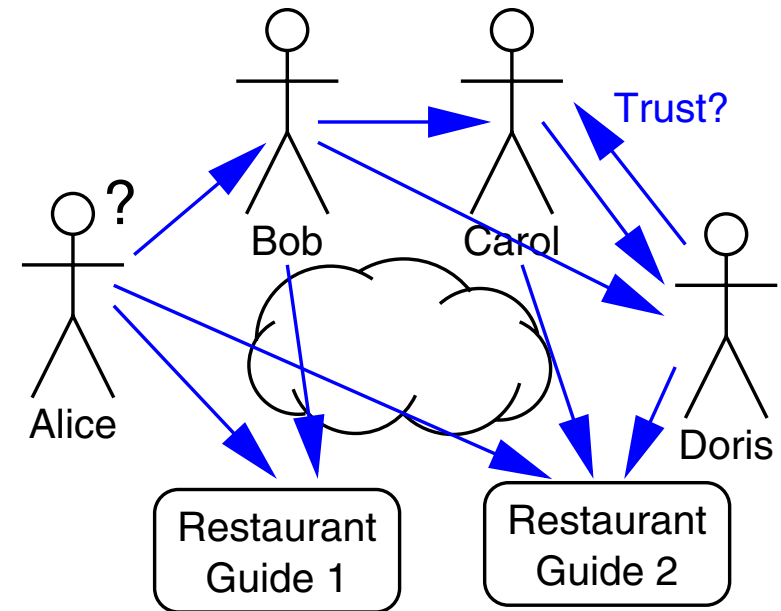 Trust?
?
Bob
Carol
Alice
Doris
Restaurant
Guide 1
Restaurant
Guide 2